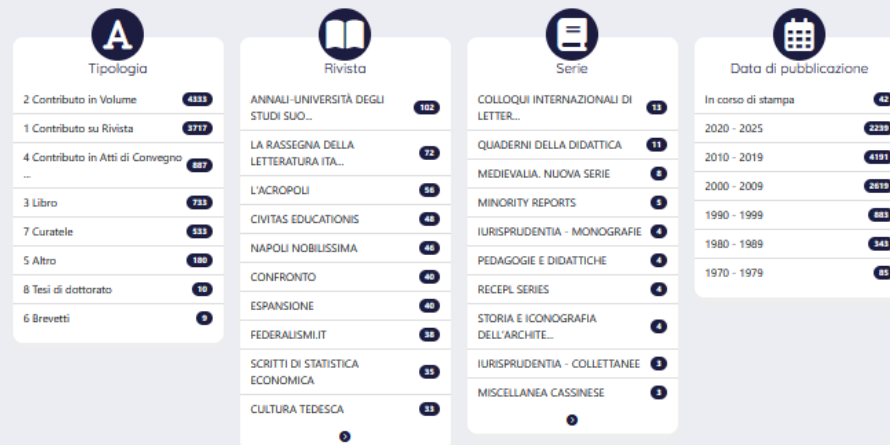 A
Tipologia
2 Contributo in Volume 4333
1 Contributo su Rivista 3717
4 Contributo in Atti di Convegno 887
...
3 Libro 733
7 Curatele 533
5 Altro 180
8 Tesi di dottorato 10
6 Brevetti 9
Rivista
ANNALI-UNIVERSITÀ DEGLI
STUDI SUO... 102
LA RASSEGNA DELLA
LETTERATURA ITA... 72
L'ACROPOLI 56
CIVITAS EDUCATIONIS 48
NAPOLI NOBILISSIMA 46
CONFRONTO 40
ESPANSIONE 40
FEDERALISMI.IT 38
SCRITTI DI STATISTICA
ECONOMICA 35
CULTURA TEDESCA 33
Serie
COLLOQUI INTERNAZIONALI DI
LETTER... 13
QUADERNI DELLA DIDATTICA 11
MEDIEVALIA. NUOVA SERIE 8
MINORITY REPORTS 5
IURISPRUDENTIA - MONOGRAFIE 4
PEDAGOGIE E DIDATTICHE 4
RECEPL SERIES 4
STORIA E ICONOGRAFIA
DELL'ARCHITE... 4
IURISPRUDENTIA - COLLETTANEE 3
MISCELLANEA CASSINESE 3
Data di pubblicazione
In corso di stampa 42
2020 - 2025 2239
2010 - 2019 4191
2000 - 2009 2619
1990 - 1999 883
1980 - 1989 343
1970 - 1979 85